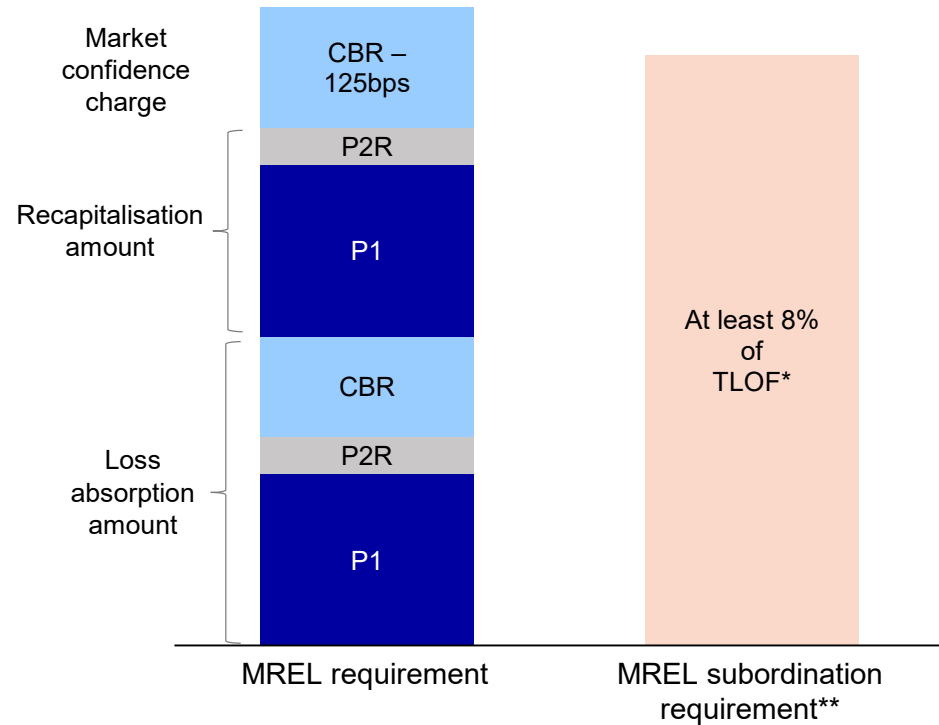 Market
confidence
charge
CBR –
125bps
P2R
Recapitalisation
amount
P1
At least 8%
of
TLOF*
CBR
P2R
Loss
absorption
amount
P1
MREL requirement
MREL subordination
requirement**